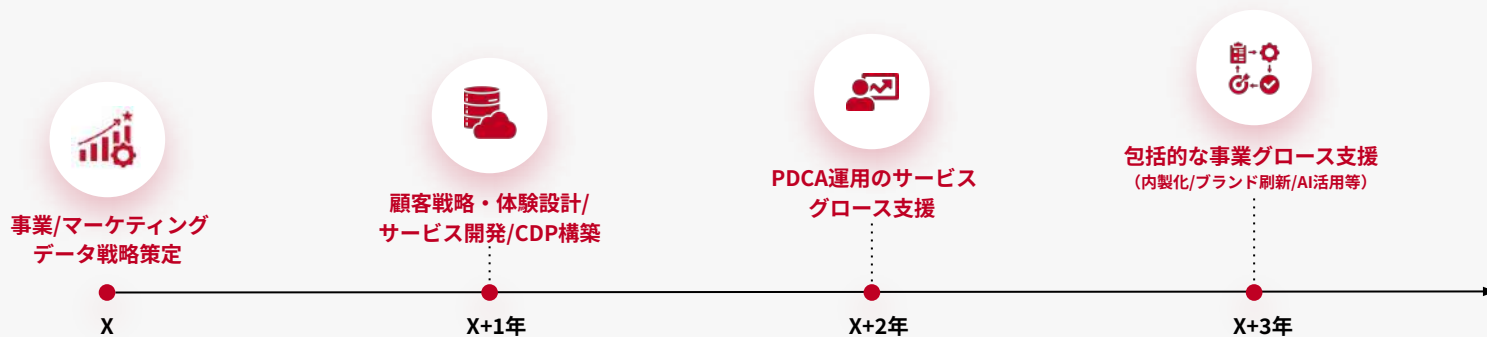 事業/マーケティング
データ戦略策定
顧客戦略・体験設計/
サービス開発/CDP構築
PDCA運用のサービス
グロース支援
包括的な事業グロース支援
（内製化/ブランド刷新/AI活用等）
X
X+1年
X+2年
X+3年